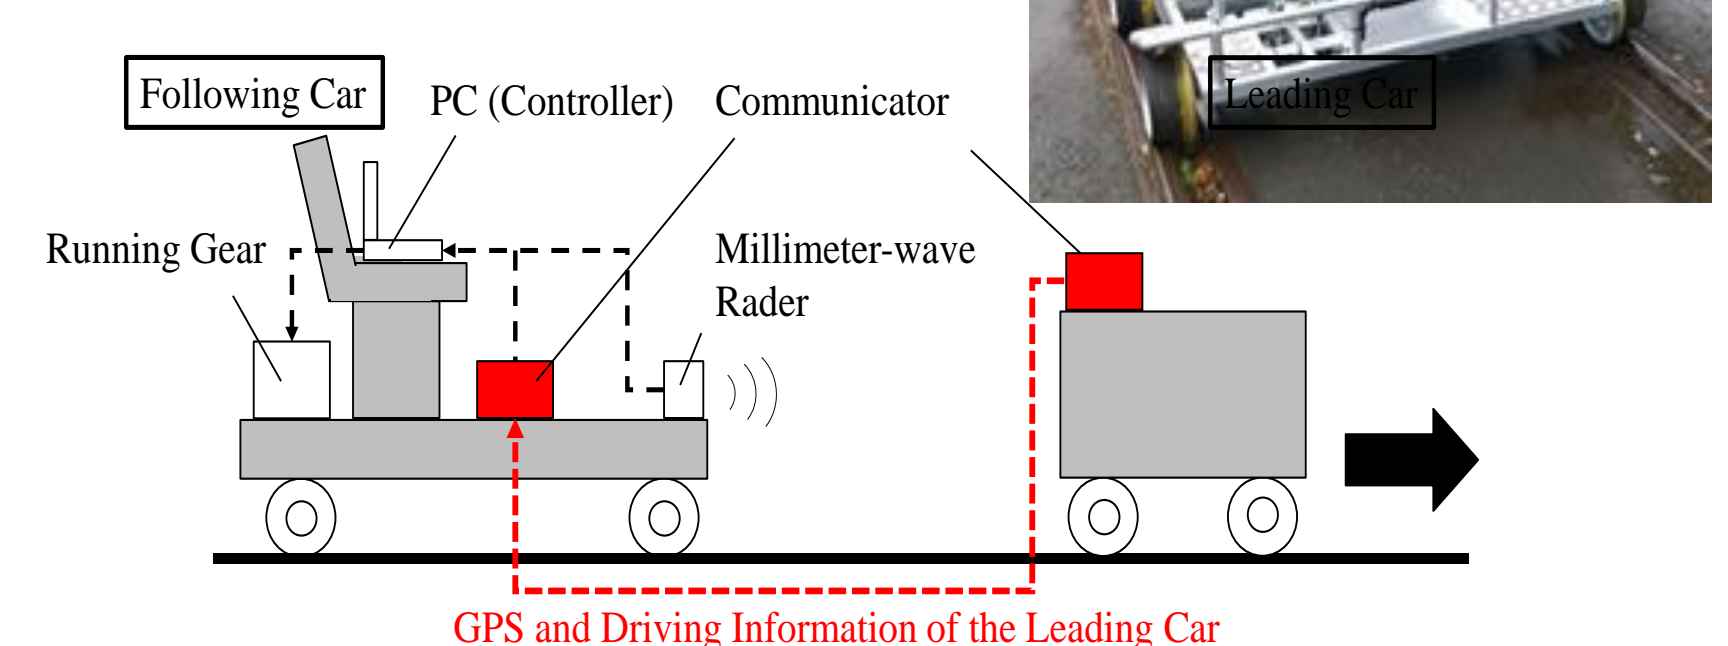 Following Car
PC (Controller)
Communicator
Leading Car
Running Gear
Millimeter-wave
Rader
GPS and Driving Information of the Leading Car